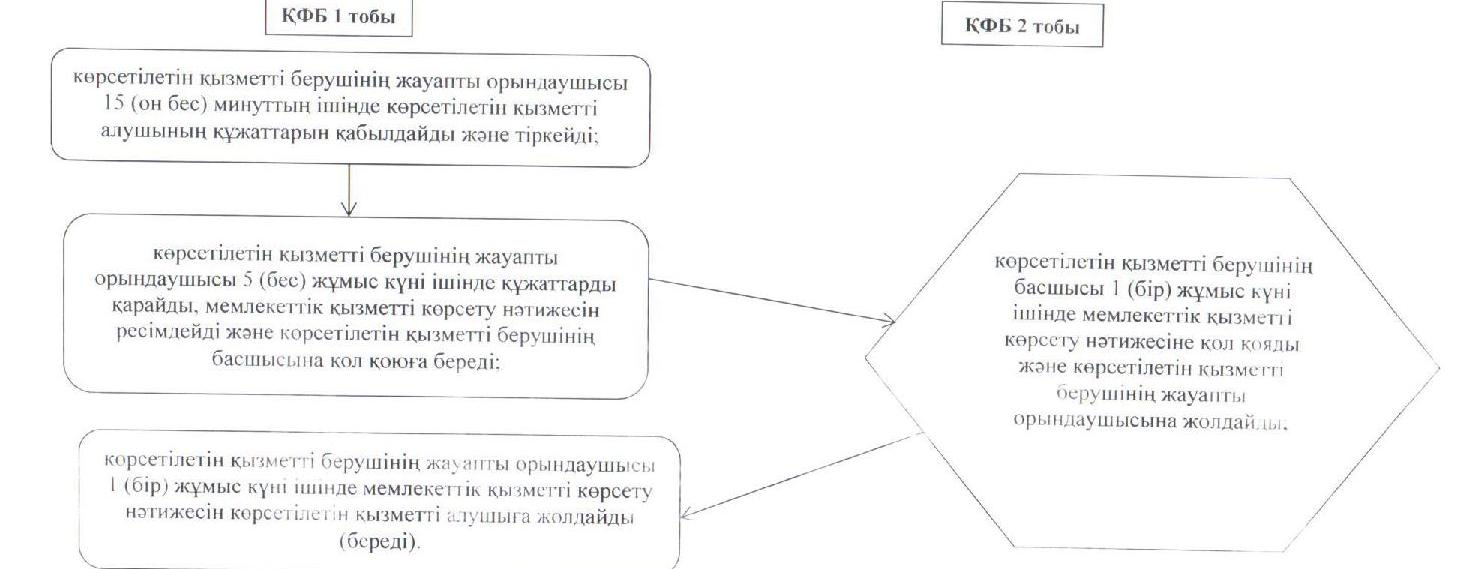 ҚФБ 1 тобы
ҚФБ 2 тобы
көрсетілетін қызметті берушінің жауапты орындаушысы
15 (он бес) минуттың ішінде көрсетілетін қызметті
алушының құжаттарын қабылдайды және тіркейді;
көрсетілетін қызметті берушінің жауапты
орындаушысы 5 (бес) жұмыс күні ішінде құжаттарды
қарайды, мемлекеттік қызметті көрсету нәтижесін
ресімдейді және көрсетілетін қызметті берушінің
басшысына қол қоюға береді;
көрсетілетін қызметті берушінің
басшысы 1 (бір) жұмыс күні
ішінде мемлекеттік қызметті
көрсету нәтижесіне қол қояды
және көрсетілетін қызметті
берушінің жауапты
орындаушысына жолдайды.
көрсетілетін қызметті берушінің жауапты орындаушысы
1 (бір) жұмыс күні ішінде мемлекеттік қызметті көрсету
нәтижесін көрсетілетін қызметті алушыға жолдайды
(береді).